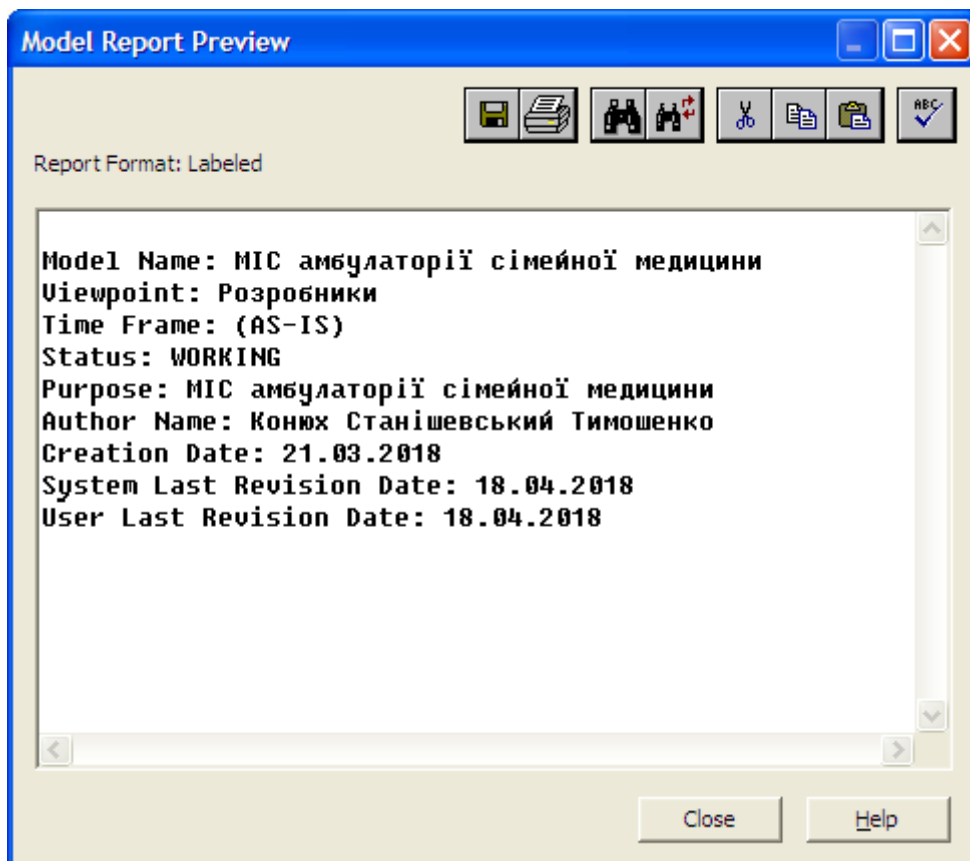 Model Report Preview
ABC
Report Format: Labeled
Model Name: МІС амбулаторії сімейної медицини
Viewpoint: Розробники
Time Frame: (AS-IS)
Status: WORKING
Purpose: МІС амбулаторії сімейної медицини
Author Name: Конюх Станішевський Тимошенко
Creation Date: 21.03.2018
System Last Revision Date: 18.04.2018
User Last Revision Date: 18.04.2018
Close Help